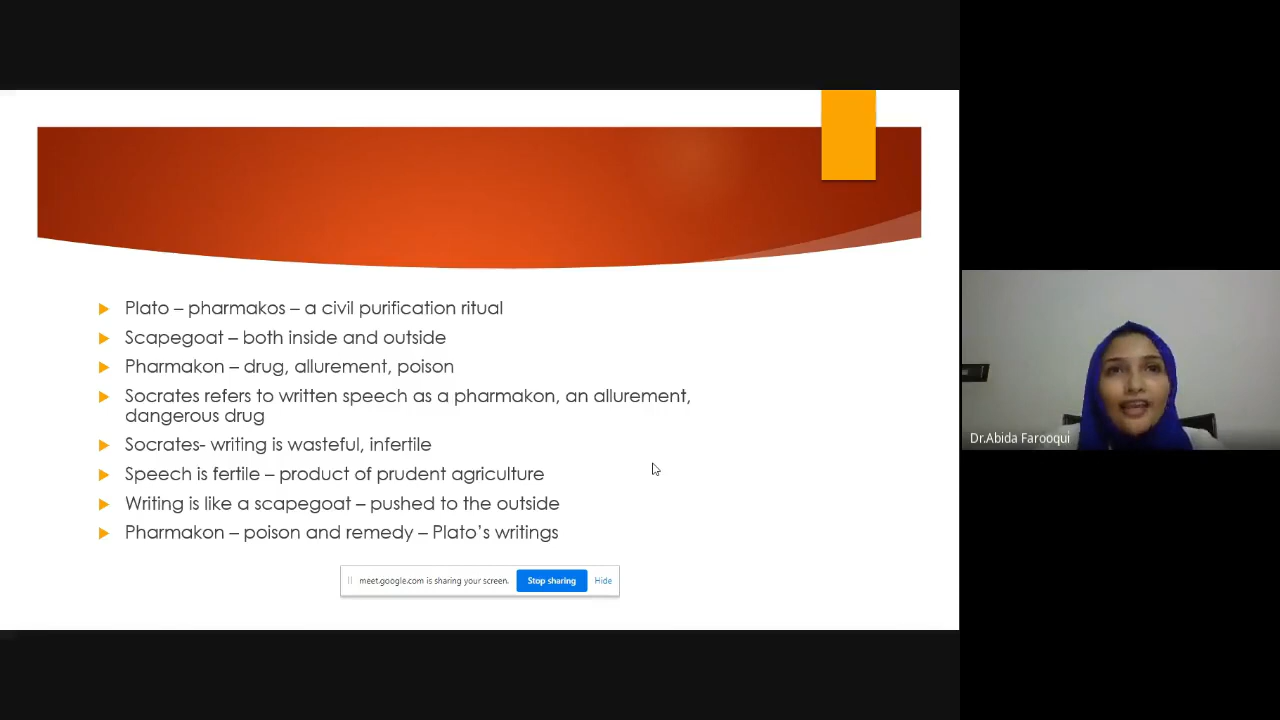 Plato – pharmakos – a civil purification ritual
Scapegoat – both inside and outside
Pharmakon – drug, allurement, poison
Socrates refers to written speech as a pharmakon, an allurement,
dangerous drug
Socrates- writing is wasteful, infertile
Speech is fertile – product of prudent agriculture
Writing is like a scapegoat – pushed to the outside
Pharmakon – poison and remedy – Plato’s writings
meet.google.com is sharing your screen. Stop sharing Hide
Dr.Abida Farooqui